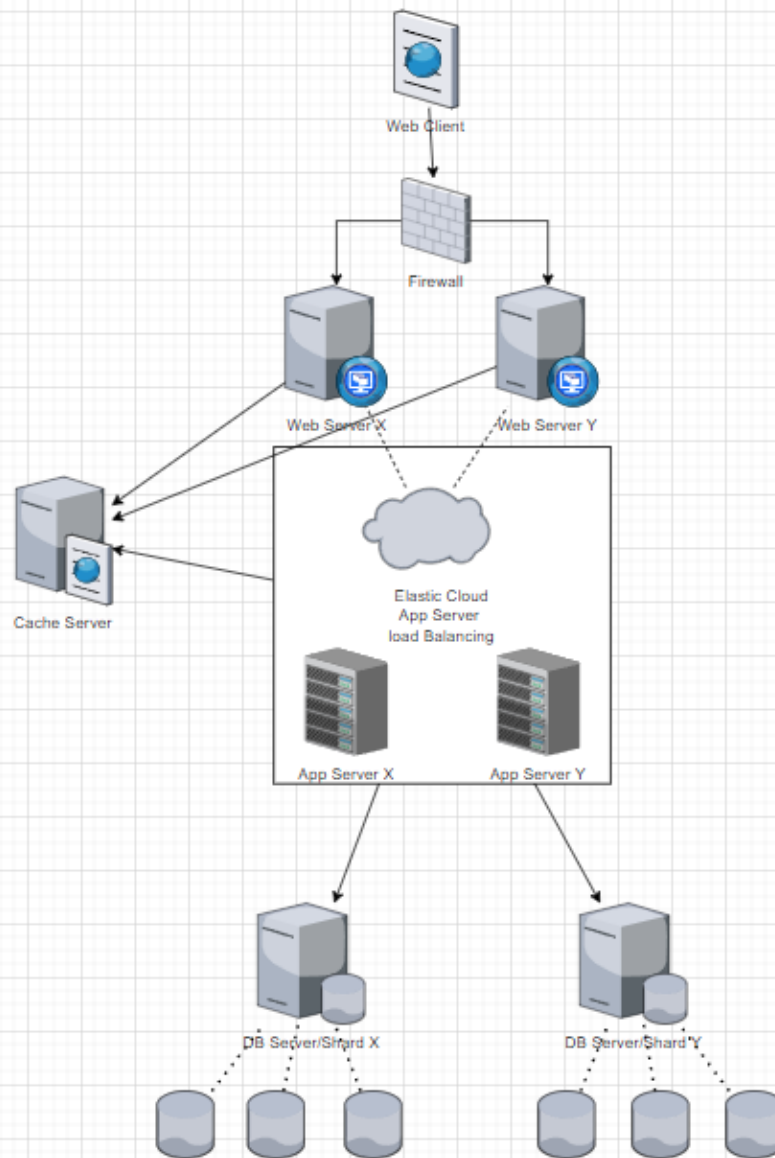 Web Client
Firewall
Web Server X
Web Server Y
Cache Server
Elastic Cloud
App Server
load Balancing
App Server X
App Server Y
DB Server/Shard X
DB Server/Shard Y